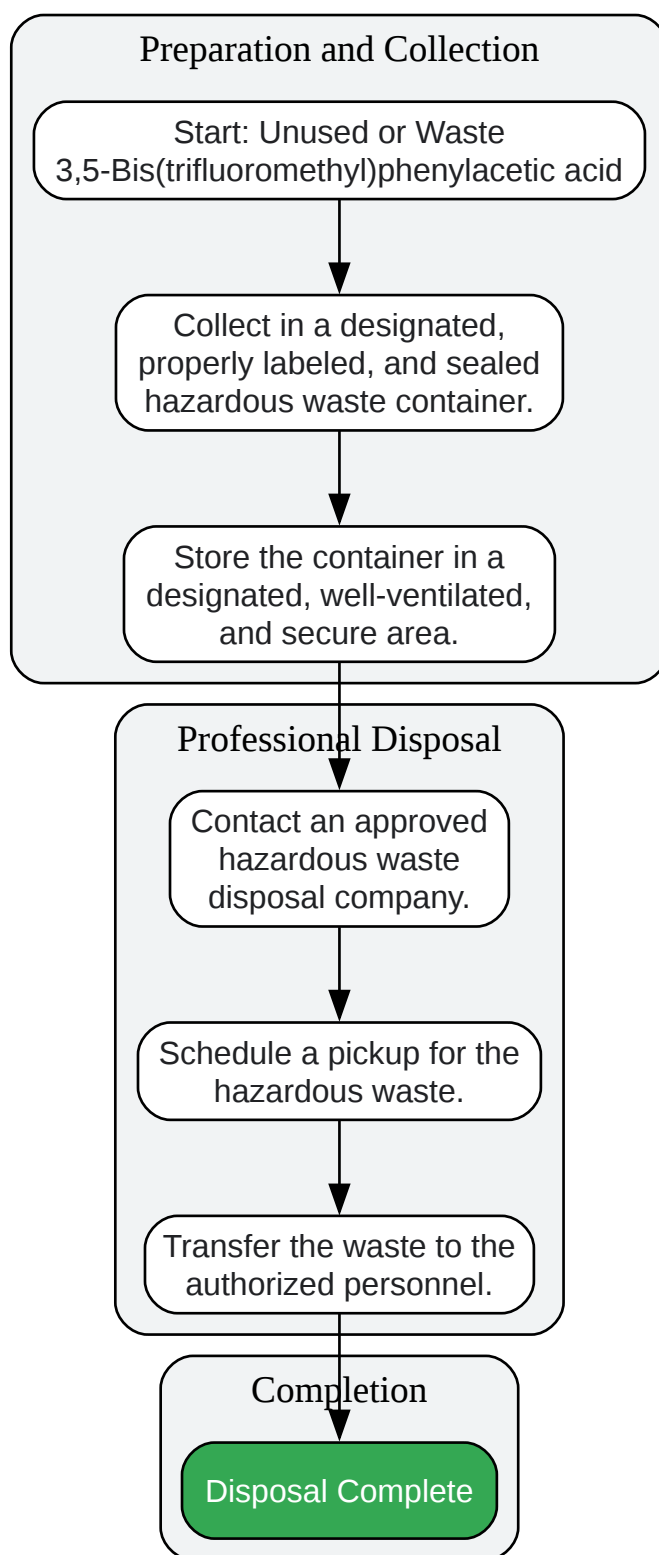 Preparation and Collection
Start: Unused or Waste
3,5-Bis(trifluoromethyl)phenylacetic acid
Collect in a designated,
properly labeled, and sealed
hazardous waste container.
Store the container in a
designated, well-ventilated,
and secure area.
Professional Disposal
Contact an approved
hazardous waste
disposal company.
Schedule a pickup for the
hazardous waste.
Transfer the waste to the
authorized personnel.
Completion
Disposal Complete